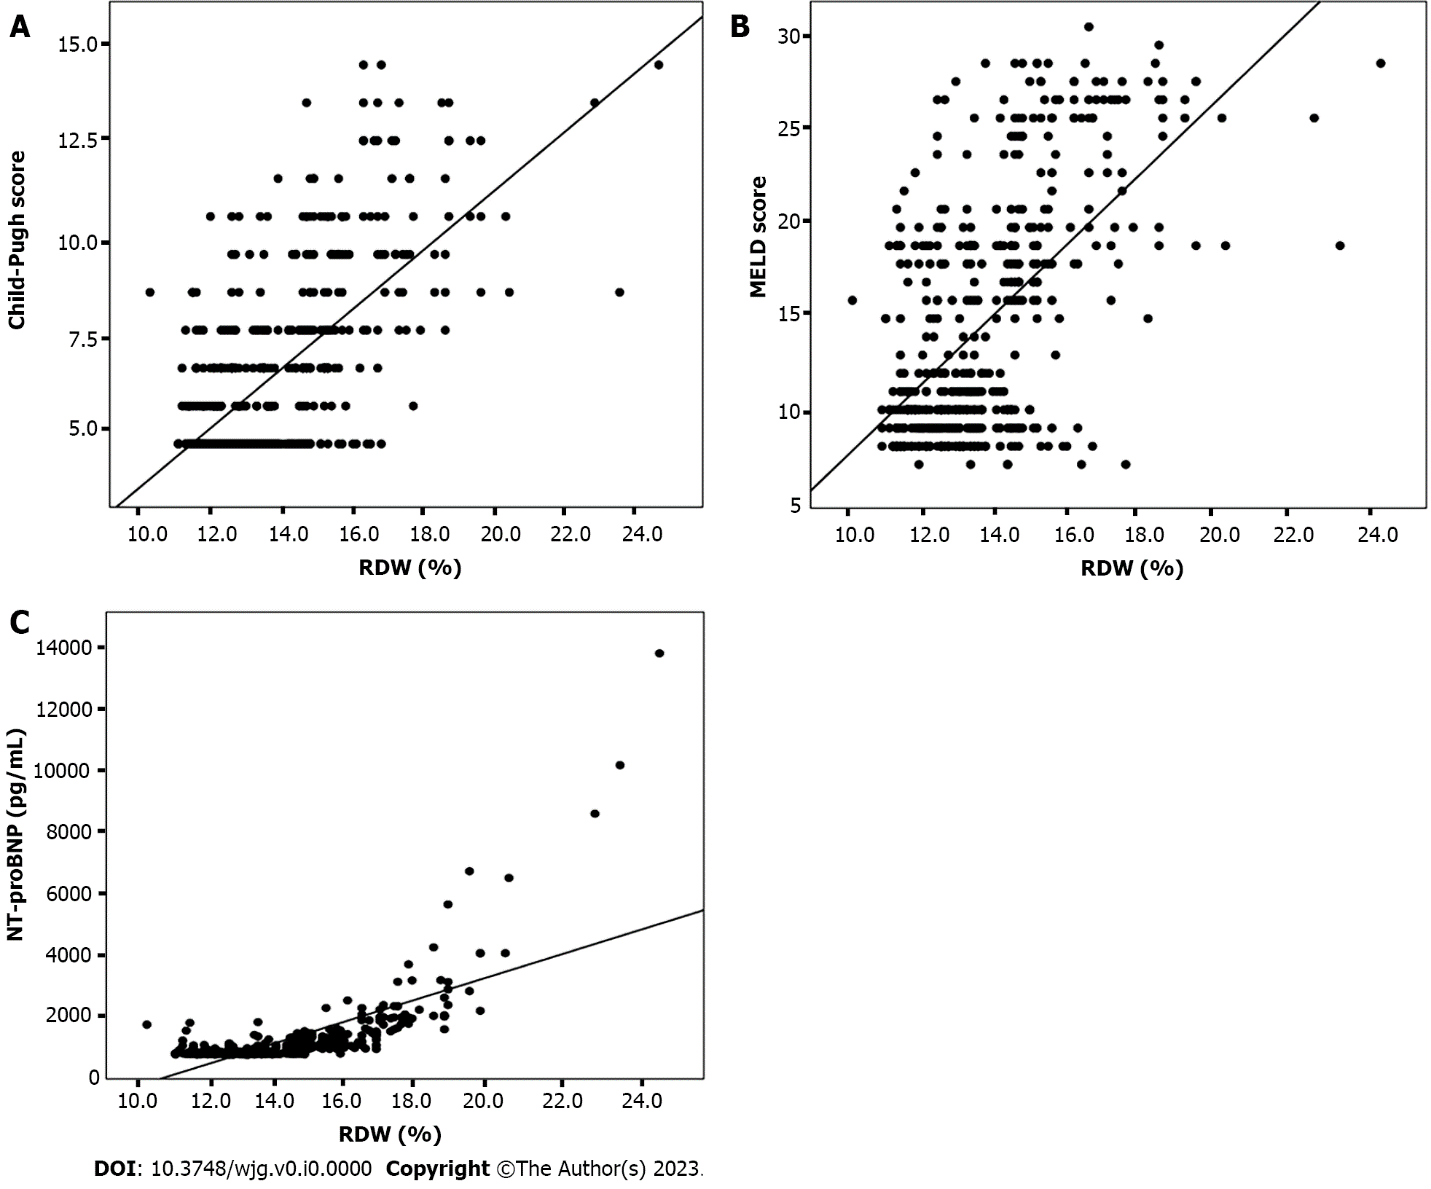 A
Child-Pugh score
15.0
12.5
10.0
7.5
5.0
10.0 12.0 14.0 16.0 18.0 20.0 22.0 24.0
RDW (%)
B
MELD score
30
25
20
15
10
5
10.0 12.0 14.0 16.0 18.0 20.0 22.0 24.0
RDW (%)
C
NT-proBNP (pg/mL)
14000
12000
10000
8000
6000
4000
2000
0
10.0 12.0 14.0 16.0 18.0 20.0 22.0 24.0
RDW (%)
DOI: 10.3748/wjg.v0.i0.0000 Copyright ©The Author(s) 2023.